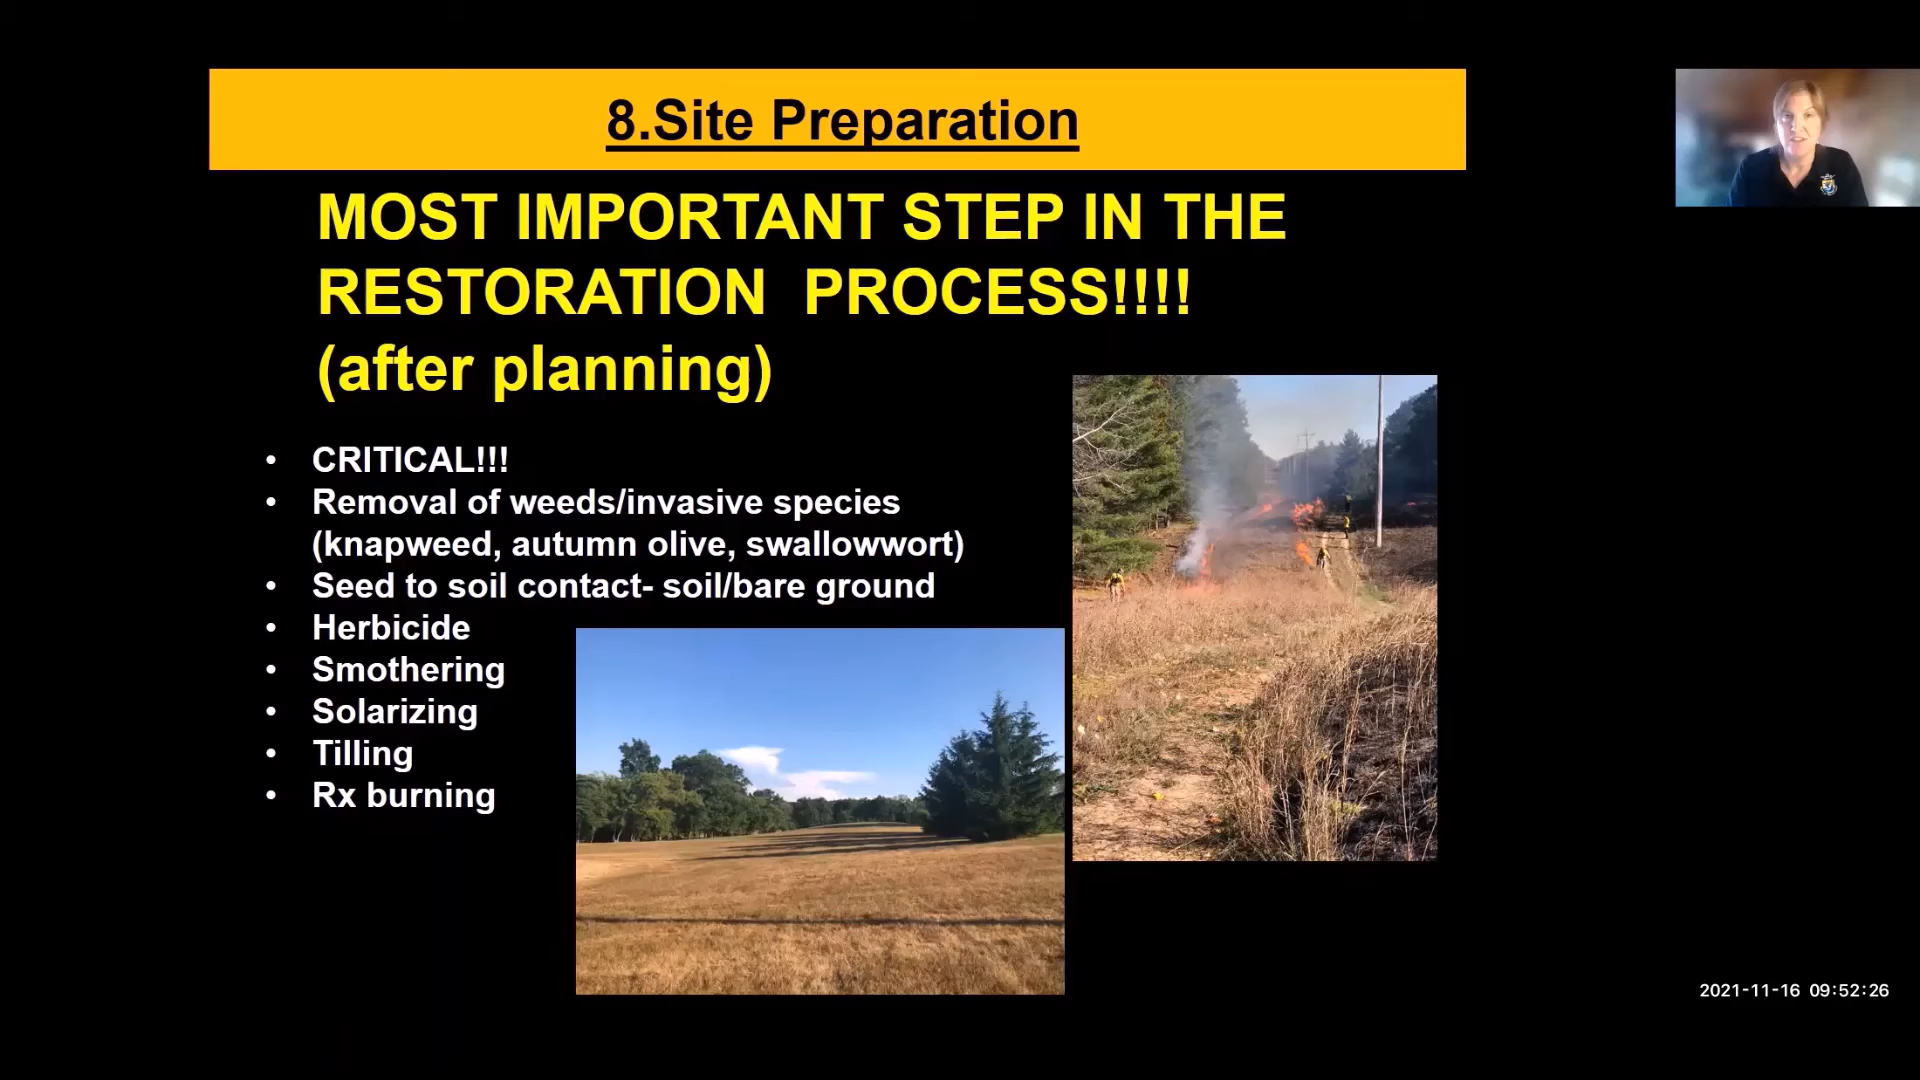 8.Site Preparation
MOST IMPORTANT STEP IN THE
RESTORATION  PROCESS!!!!
(after planning)
• CRITICAL!!!
• Removal of weeds/invasive species
(knapweed, autumn olive, swallowwort)
• Seed to soil contact- soil/bare ground
• Herbicide
• Smothering
• Solarizing
• Tilling
• Rx burning
2021-11-16 09:52:26